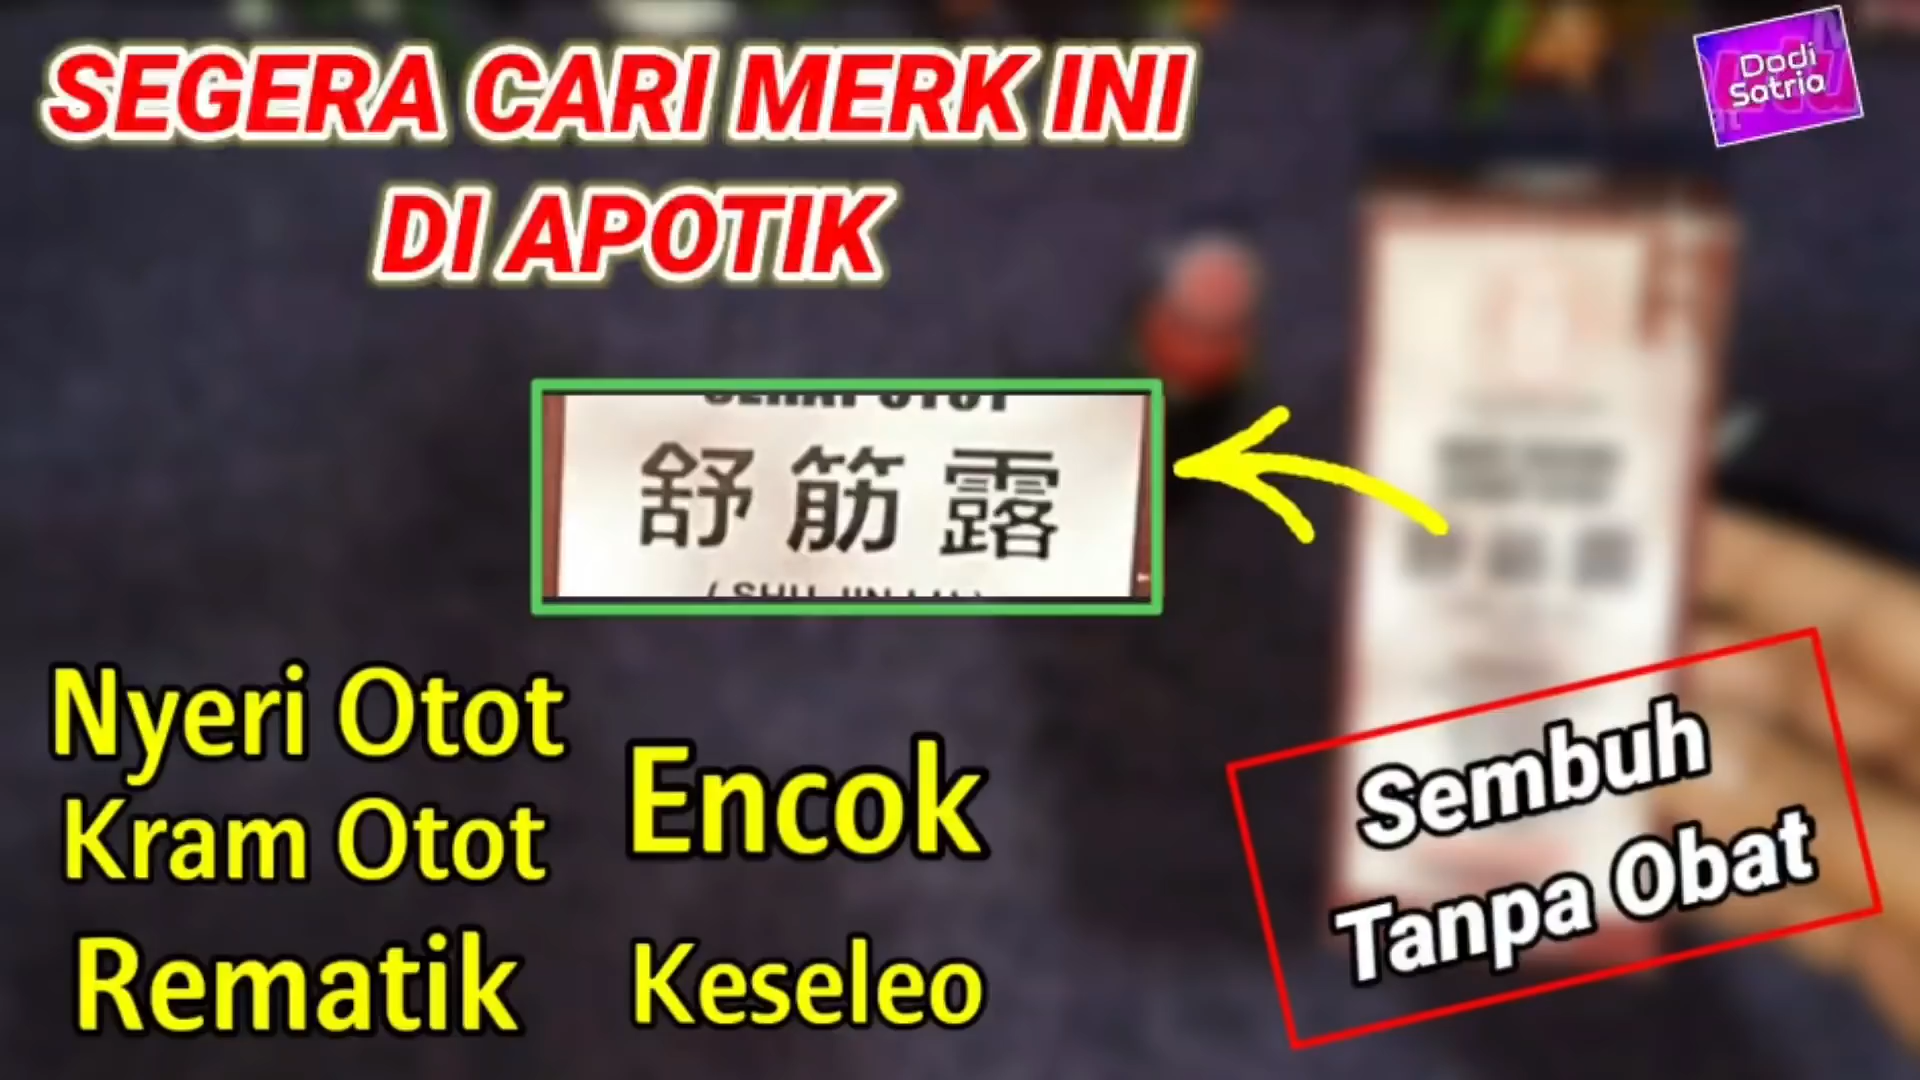 SEGERA CARI MERK INI
DI APOTIK
Dodi
Satria
OTOT
舒筋露
Nyeri Otot
Kram Otot
Rematik
Encok
Keseleo
Sembuh
Tanpa Obat